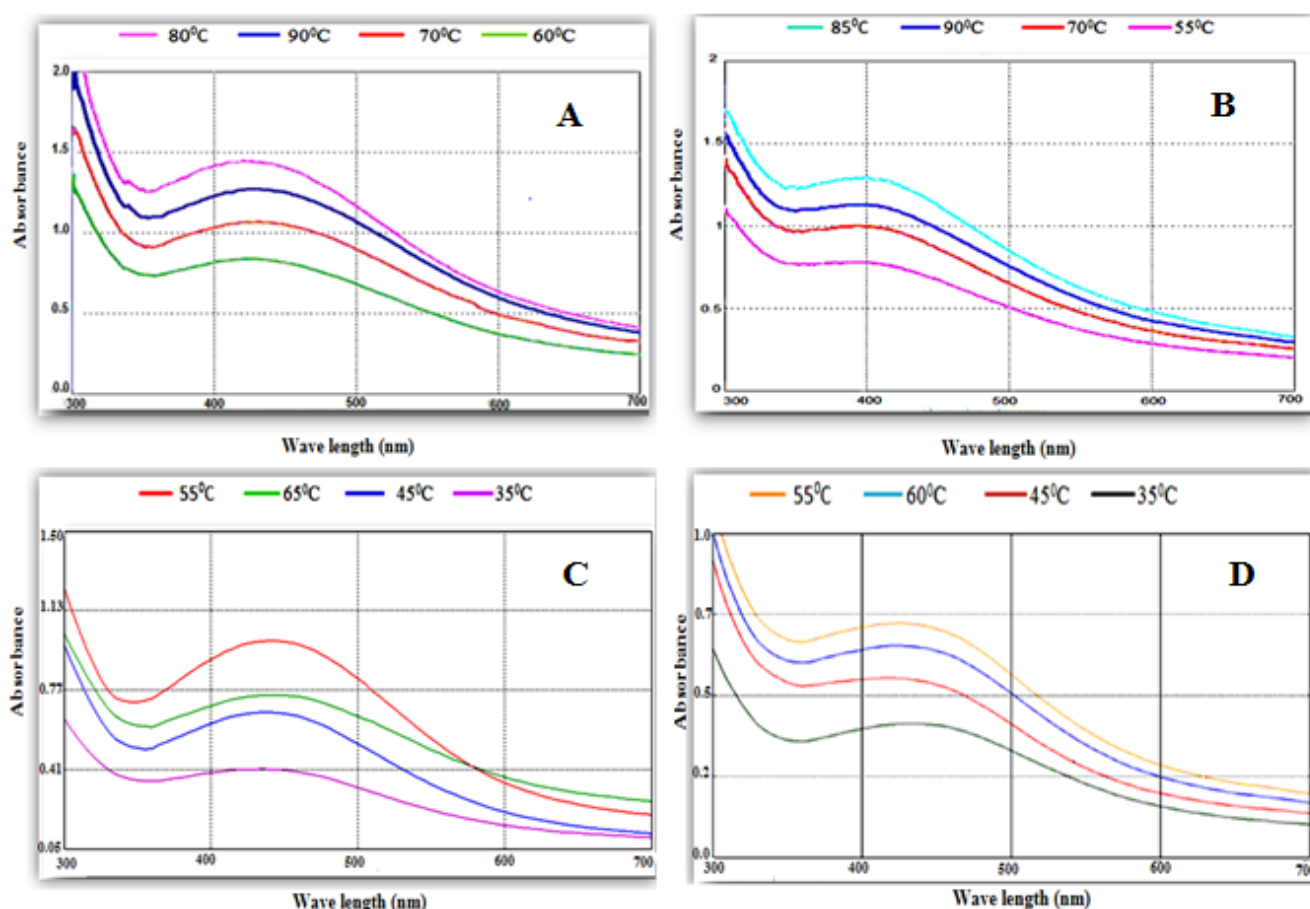 80⁰C 90⁰C 70⁰C 60⁰C
2.0
A
1.5
Absorbance
1.0
0.5
0.0
300 400 500 600 700
Wave length (nm)
85⁰C 90⁰C 70⁰C 55⁰C
2
B
1.5
Absorbance
1
0.5
0
300 400 500 600 700
Wave length (nm)
55⁰C 65⁰C 45⁰C 35⁰C
1.50
C
1.13
Absorbance
0.77
0.41
0.05
300 400 500 600 700
Wave length (nm)
55⁰C 60⁰C 45⁰C 35⁰C
1.0
D
0.7
Absorbance
0.5
0.2
0.0
300 400 500 600 700
Wave length (nm)